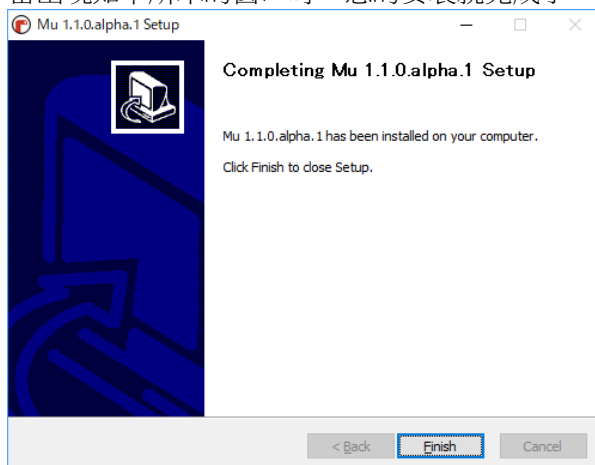 Mu 1.1.0.alpha.1 Setup
Completing Mu 1.1.0.alpha.1 Setup
Mu 1.1.0.alpha.1 has been installed on your computer.
Click Finish to close Setup.
< Back
Finish
Cancel